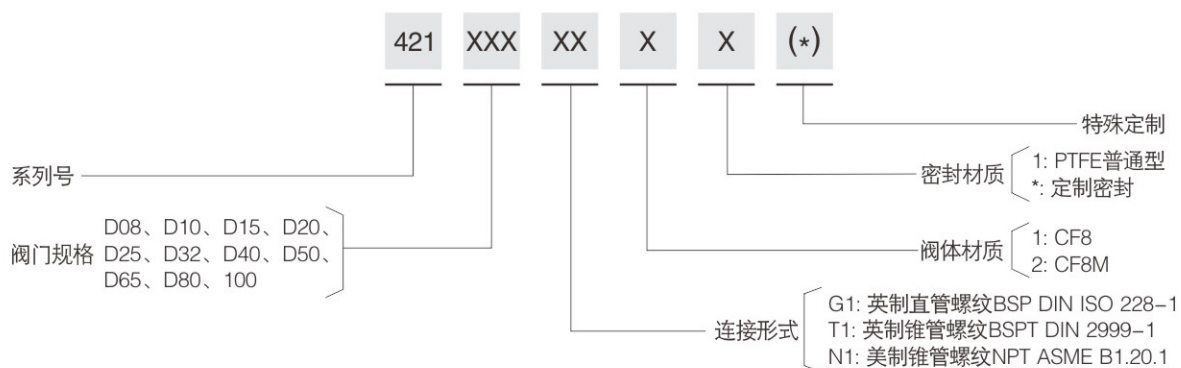 421 XXX XX X X (*)
特殊定制
系列号
密封材质
1: PTFE普通型
*: 定制密封
阀门规格
D08、D10、D15、D20、
D25、D32、D40、D50、
D65、D80、100
阀体材质
1: CF8
2: CF8M
连接形式
G1: 英制直管螺纹BSP DIN ISO 228-1
T1: 英制锥管螺纹BSPT DIN 2999-1
N1: 美制锥管螺纹NPT ASME B1.20.1